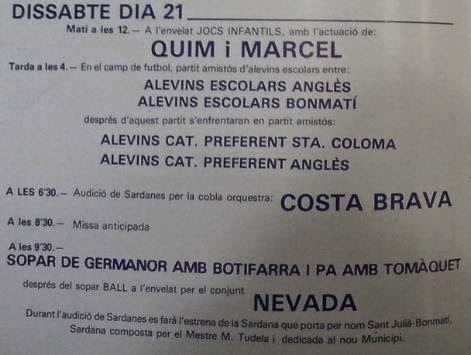 DISSABTE DIA 21
Matí a les 12.— A l'envelat JOCS INFANTILS, amb l'actuació de:
QUIM i MARCEL
Tarda a les 4.— En el camp de futbol, partit amistós d'alevins escolars entre:
ALEVINS ESCOLARS ANGLÈS
ALEVINS ESCOLARS BONMATÍ
després d'aquest partit s'enfrentaran en partit amistós:
ALEVINS CAT. PREFERENT STA. COLOMA
ALEVINS CAT. PREFERENT ANGLÈS
A LES 6'30.— Audició de Sardanes per la cobla orquestra: COSTA BRAVA
A les 8'30.— Missa anticipada
A les 9'30.—
SOPAR DE GERMANOR AMB BOTIFARRA I PA AMB TOMÀQUET
després del sopar BALL a l'envelat per el conjunt
NEVADA
Durant l'audició de Sardanes es farà l'estrena de la Sardana que porta per nom Sant Julià-Bonmatí.
Sardana composta per el Mestre M. Tudela i dedicada al nou Municipi.